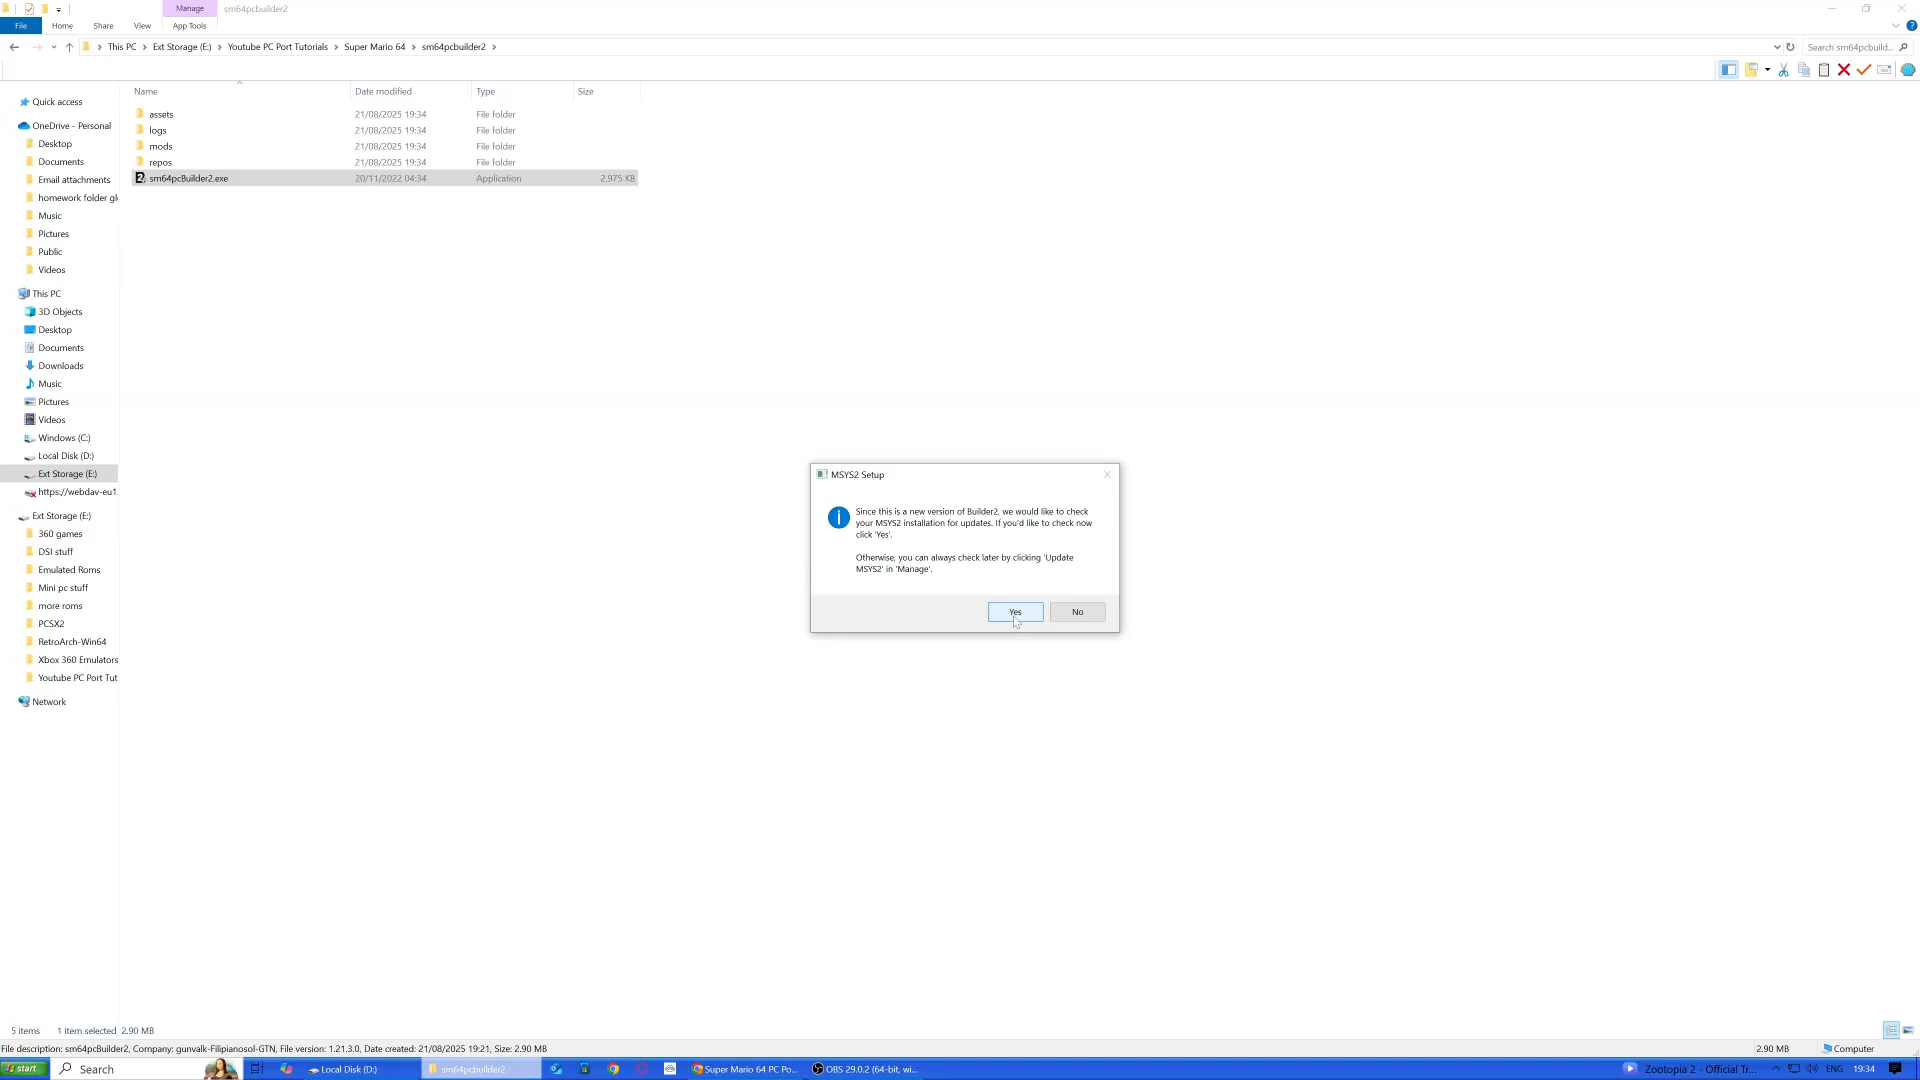 Manage
sm64pcbuilder2
File
Home
Share
View
App Tools
This PC
Ext Storage (E:)
Youtube PC Port Tutorials
Super Mario 64
sm64pcbuilder2
Search sm64pcbuild...
Name
Date modified
Type
Size
assets
21/08/2025 19:34
File folder
logs
21/08/2025 19:34
File folder
mods
21/08/2025 19:34
File folder
repos
21/08/2025 19:34
File folder
sm64pcBuilder2.exe
20/11/2022 04:34
Application
2,975 KB
Quick access
OneDrive - Personal
Desktop
Documents
Email attachments
homework folder gl
Music
Pictures
Public
Videos
This PC
3D Objects
Desktop
Documents
Downloads
Music
Pictures
Videos
Windows (C:)
Local Disk (D:)
Ext Storage (E:)
https://webdav-eu1.
Ext Storage (E:)
360 games
DSI stuff
Emulated Roms
Mini pc stuff
more roms
PCSX2
RetroArch-Win64
Xbox 360 Emulators
Youtube PC Port Tut
Network
MSYS2 Setup
Since this is a new version of Builder2, we would like to check
your MSYS2 installation for updates. If you'd like to check now
click 'Yes'.
Otherwise, you can always check later by clicking 'Update
MSYS2' in 'Manage'.
Yes
No
5 items
1 item selected 2.90 MB
File description: sm64pcBuilder2, Company: gunvalk-Filipianosol-GTN, File version: 1.21.3.0, Date created: 21/08/2025 19:21, Size: 2.90 MB
2.90 MB
Computer
start
Search
Local Disk (D:)
sm64pcbuilder2
Super Mario 64 PC Po...
OBS 29.0.2 (64-bit, wi...
Zootopia 2 - Official Tr...
ENG
19:34